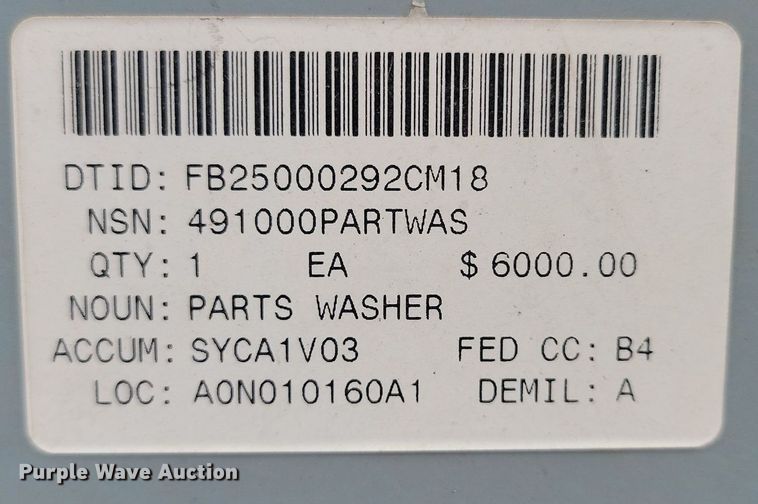 DTID: FB25000292CM18
NSN: 491000PARTWAS
QTY: 1 EA $ 6000.00
NOUN: PARTS WASHER
ACCUM: SYCA1V03 FED CC: B4
LOC: A0N010160A1 DEMIL: A
Purple Wave Auction